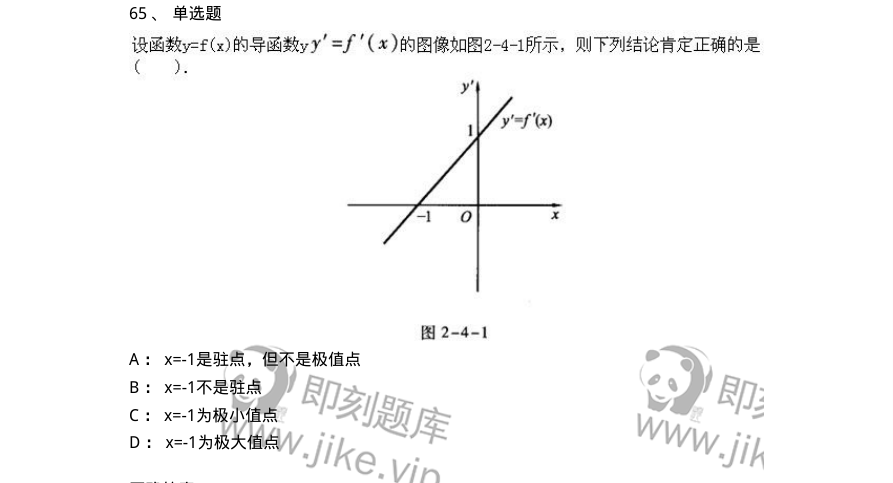 65 、 单选题
设函数y=f(x)的导函数y y′=f′(x)的图像如图2-4-1所示，则下列结论肯定正确的是
(      ).
y′
1
y′=f′(x)
-1
O
x
图 2-4-1
A ： x=-1是驻点，但不是极值点
B ： x=-1不是驻点
C ： x=-1为极小值点
D ： x=-1为极大值点
即刻题库
www.jike.vip
即刻
www.jik